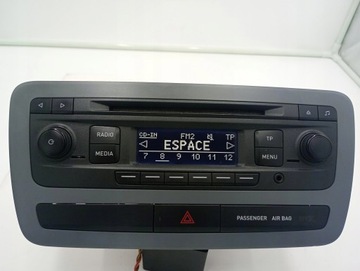 RADIO
MEDIA
CD-IN FM2 TP
ESPACE
7 8 9 10 11 12
TP
MENU
PASSENGER AIR BAG